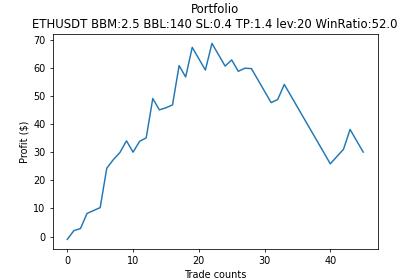 Portfolio
ETHUSDT BBM:2.5 BBL:140 SL:0.4 TP:1.4 lev:20 WinRatio:52.0
70
60
50
40
30
20
10
0
Profit ($)
0 10 20 30 40
Trade counts